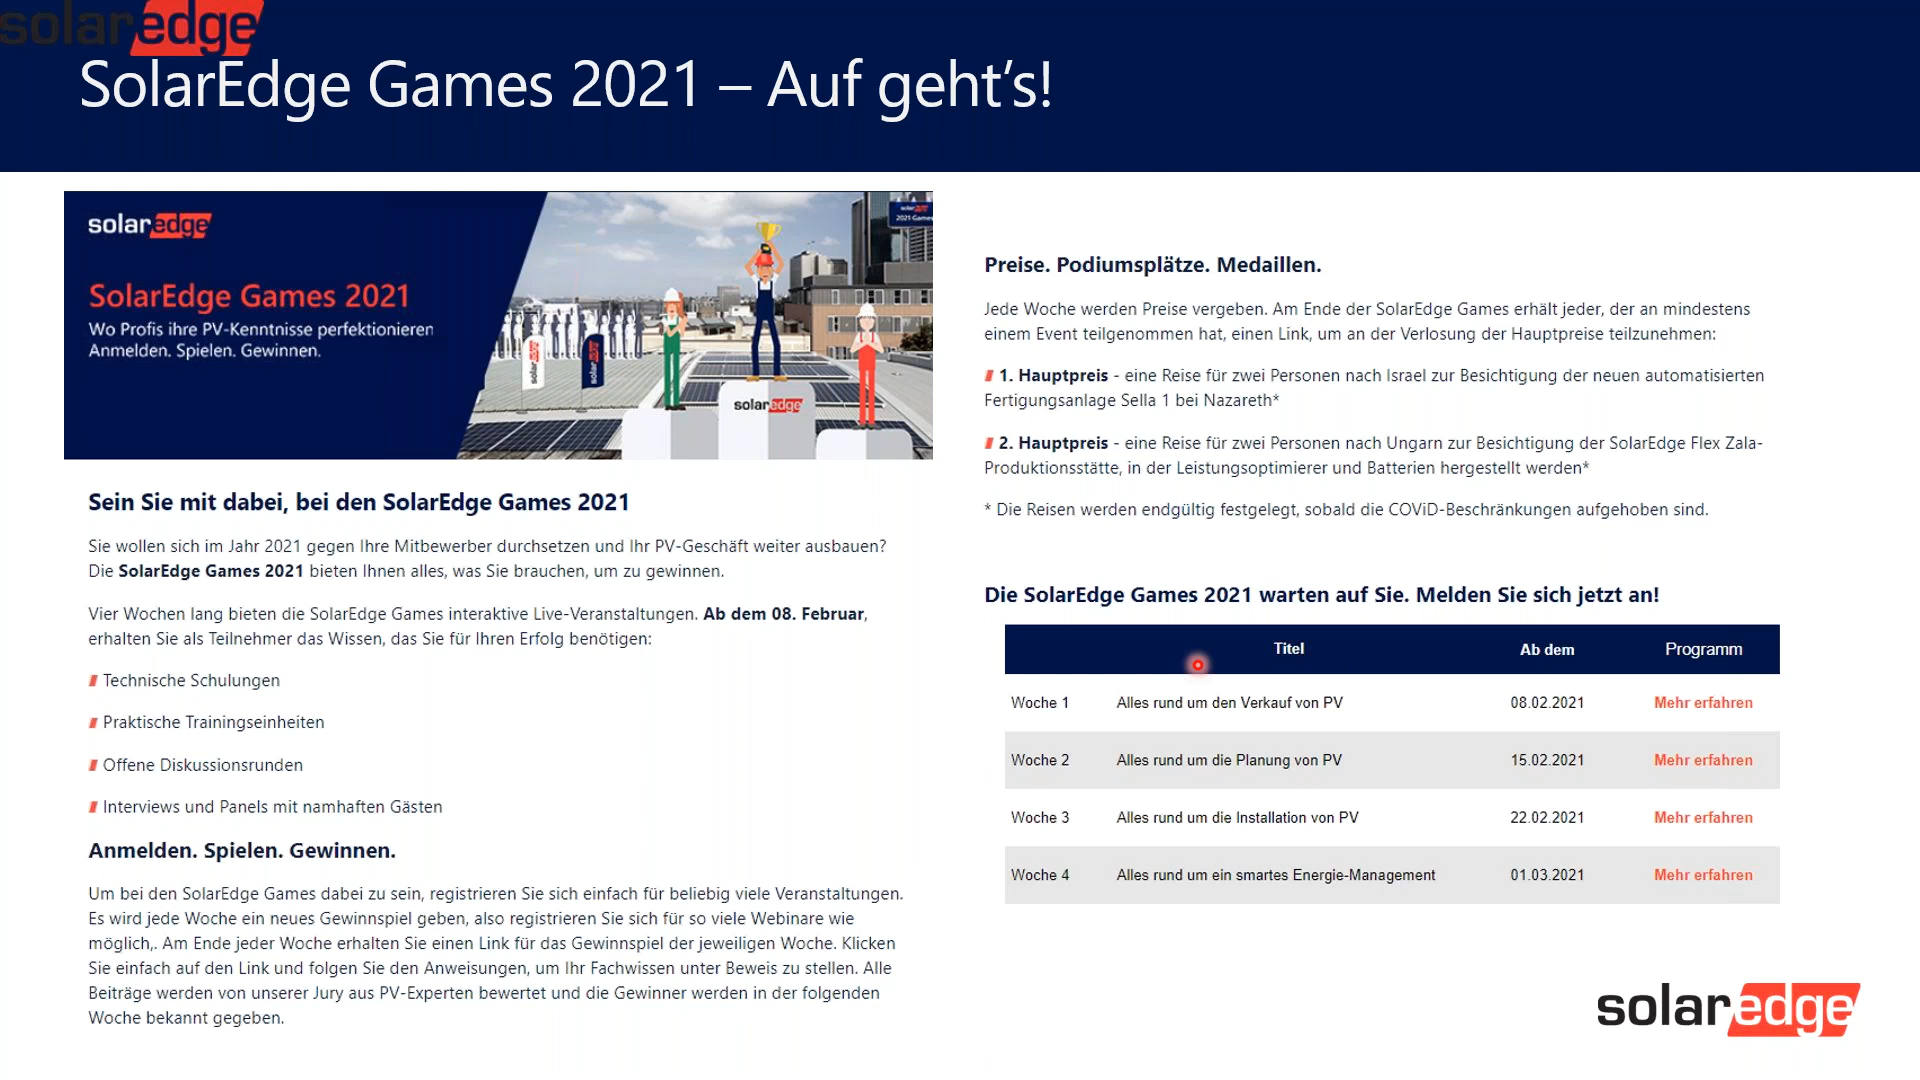 solaredge
SolarEdge Games 2021 – Auf geht's!
solaredge
SolarEdge Games 2021
Wo Profis ihre PV-Kenntnisse perfektionieren
Anmelden. Spielen. Gewinnen.
solaredge
2021 Games
solaredge
solaredge
solaredge
Sein Sie mit dabei, bei den SolarEdge Games 2021
Sie wollen sich im Jahr 2021 gegen Ihre Mitbewerber durchsetzen und Ihr PV-Geschäft weiter ausbauen?
Die SolarEdge Games 2021 bieten Ihnen alles, was Sie brauchen, um zu gewinnen.
Vier Wochen lang bieten die SolarEdge Games interaktive Live-Veranstaltungen. Ab dem 08. Februar,
erhalten Sie als Teilnehmer das Wissen, das Sie für Ihren Erfolg benötigen:
Technische Schulungen
Praktische Trainingseinheiten
Offene Diskussionsrunden
Interviews und Panels mit namhaften Gästen
Anmelden. Spielen. Gewinnen.
Um bei den SolarEdge Games dabei zu sein, registrieren Sie sich einfach für beliebig viele Veranstaltungen.
Es wird jede Woche ein neues Gewinnspiel geben, also registrieren Sie sich für so viele Webinare wie
möglich,. Am Ende jeder Woche erhalten Sie einen Link für das Gewinnspiel der jeweiligen Woche. Klicken
Sie einfach auf den Link und folgen Sie den Anweisungen, um Ihr Fachwissen unter Beweis zu stellen. Alle
Beiträge werden von unserer Jury aus PV-Experten bewertet und die Gewinner werden in der folgenden
Woche bekannt gegeben.
Preise. Podiumsplätze. Medaillen.
Jede Woche werden Preise vergeben. Am Ende der SolarEdge Games erhält jeder, der an mindestens
einem Event teilgenommen hat, einen Link, um an der Verlosung der Hauptpreise teilzunehmen:
1. Hauptpreis - eine Reise für zwei Personen nach Israel zur Besichtigung der neuen automatisierten
Fertigungsanlage Sella 1 bei Nazareth*
2. Hauptpreis - eine Reise für zwei Personen nach Ungarn zur Besichtigung der SolarEdge Flex Zala-
Produktionsstätte, in der Leistungsoptimierer und Batterien hergestellt werden*
* Die Reisen werden endgültig festgelegt, sobald die COViD-Beschränkungen aufgehoben sind.
Die SolarEdge Games 2021 warten auf Sie. Melden Sie sich jetzt an!
Titel Ab dem Programm
Woche 1 Alles rund um den Verkauf von PV 08.02.2021 Mehr erfahren
Woche 2 Alles rund um die Planung von PV 15.02.2021 Mehr erfahren
Woche 3 Alles rund um die Installation von PV 22.02.2021 Mehr erfahren
Woche 4 Alles rund um ein smartes Energie-Management 01.03.2021 Mehr erfahren
solaredge